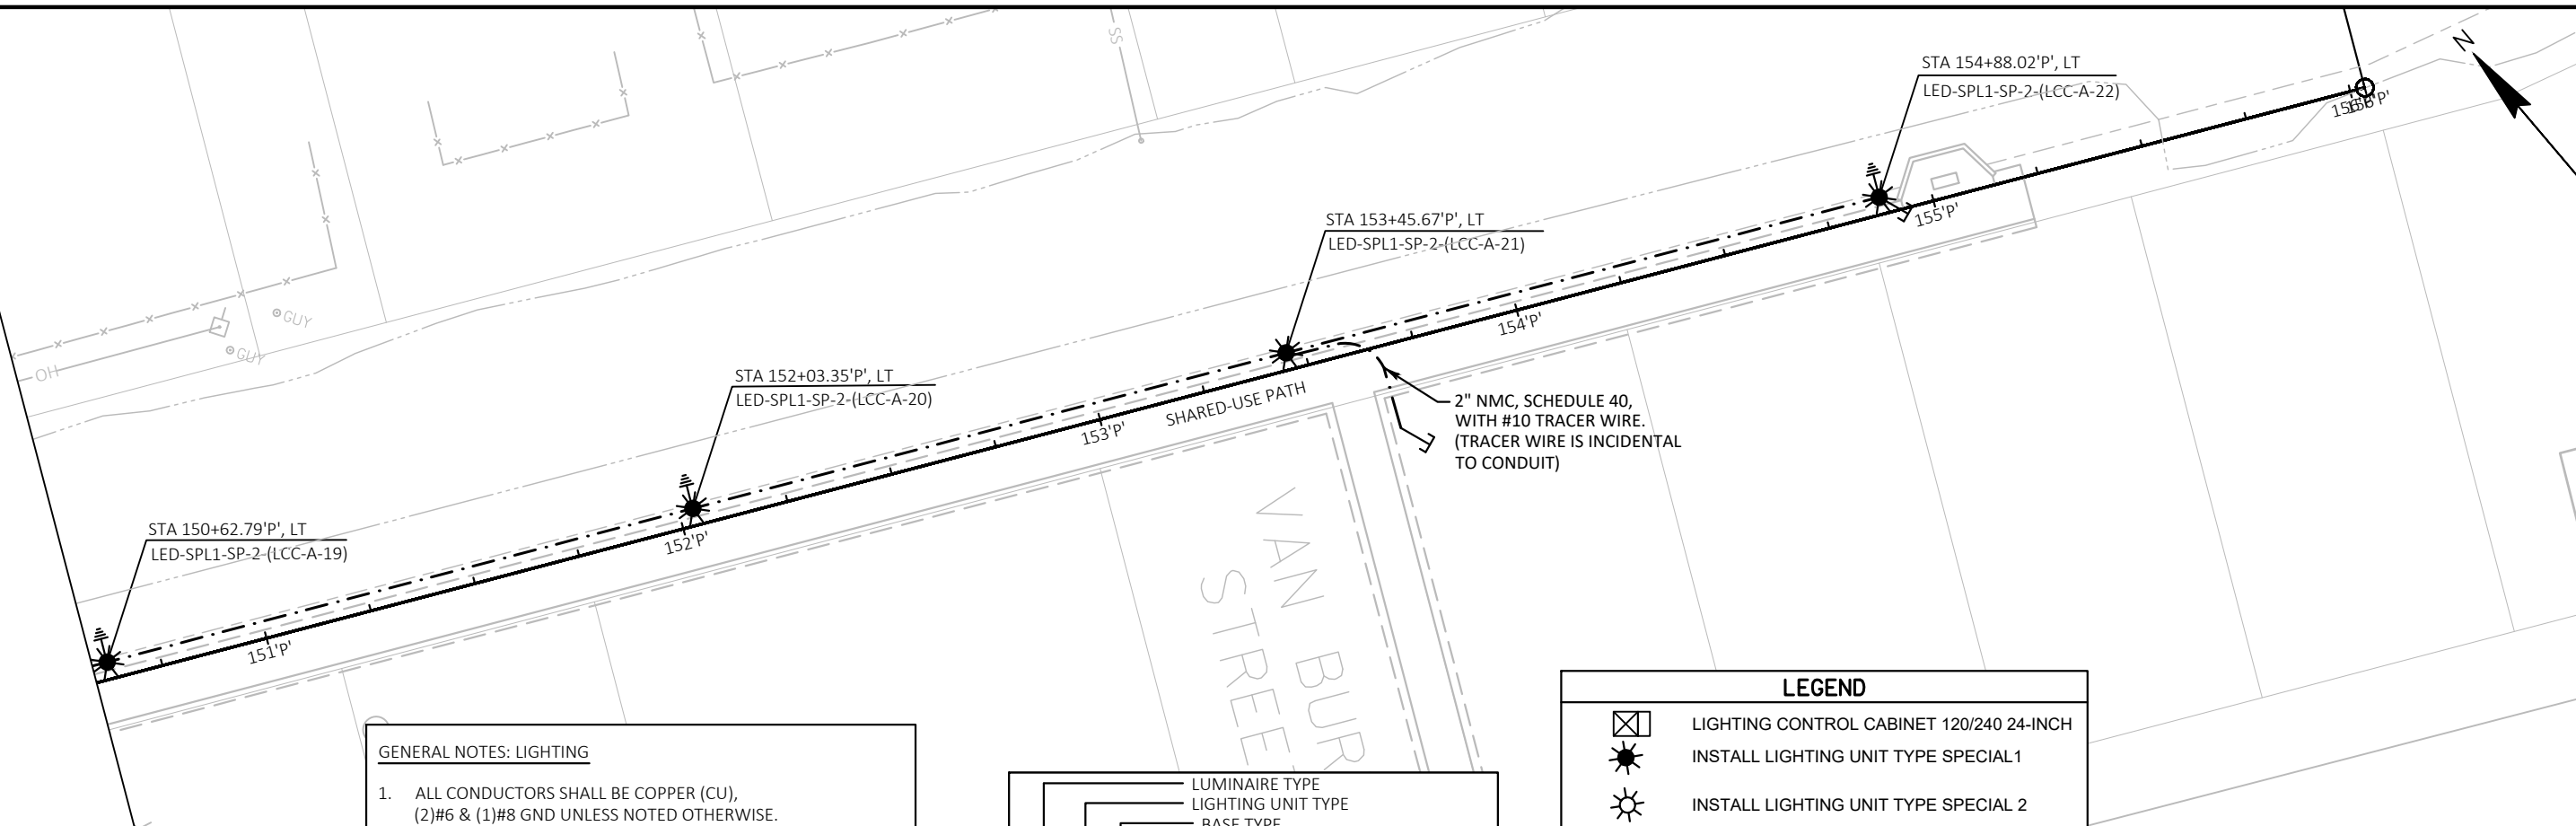 SS
N
STA 154+88.02'P', LT
LED-SPL1-SP-2-(LCC-A-22)
156'P'
STA 153+45.67'P', LT
LED-SPL1-SP-2-(LCC-A-21)
155'P'
GUY
GUY
OH
154'P'
STA 152+03.35'P', LT
LED-SPL1-SP-2-(LCC-A-20)
SHARED-USE PATH
153'P'
2" NMC, SCHEDULE 40,
WITH #10 TRACER WIRE.
(TRACER WIRE IS INCIDENTAL
TO CONDUIT)
STA 150+62.79'P', LT
LED-SPL1-SP-2-(LCC-A-19)
152'P'
151'P'
VAN BUR
STREE
GENERAL NOTES: LIGHTING
1. ALL CONDUCTORS SHALL BE COPPER (CU),
(2)#6 & (1)#8 GND UNLESS NOTED OTHERWISE.
LUMINAIRE TYPE
LIGHTING UNIT TYPE
BASE TYPE
LEGEND
LIGHTING CONTROL CABINET 120/240 24-INCH
INSTALL LIGHTING UNIT TYPE SPECIAL1
INSTALL LIGHTING UNIT TYPE SPECIAL 2